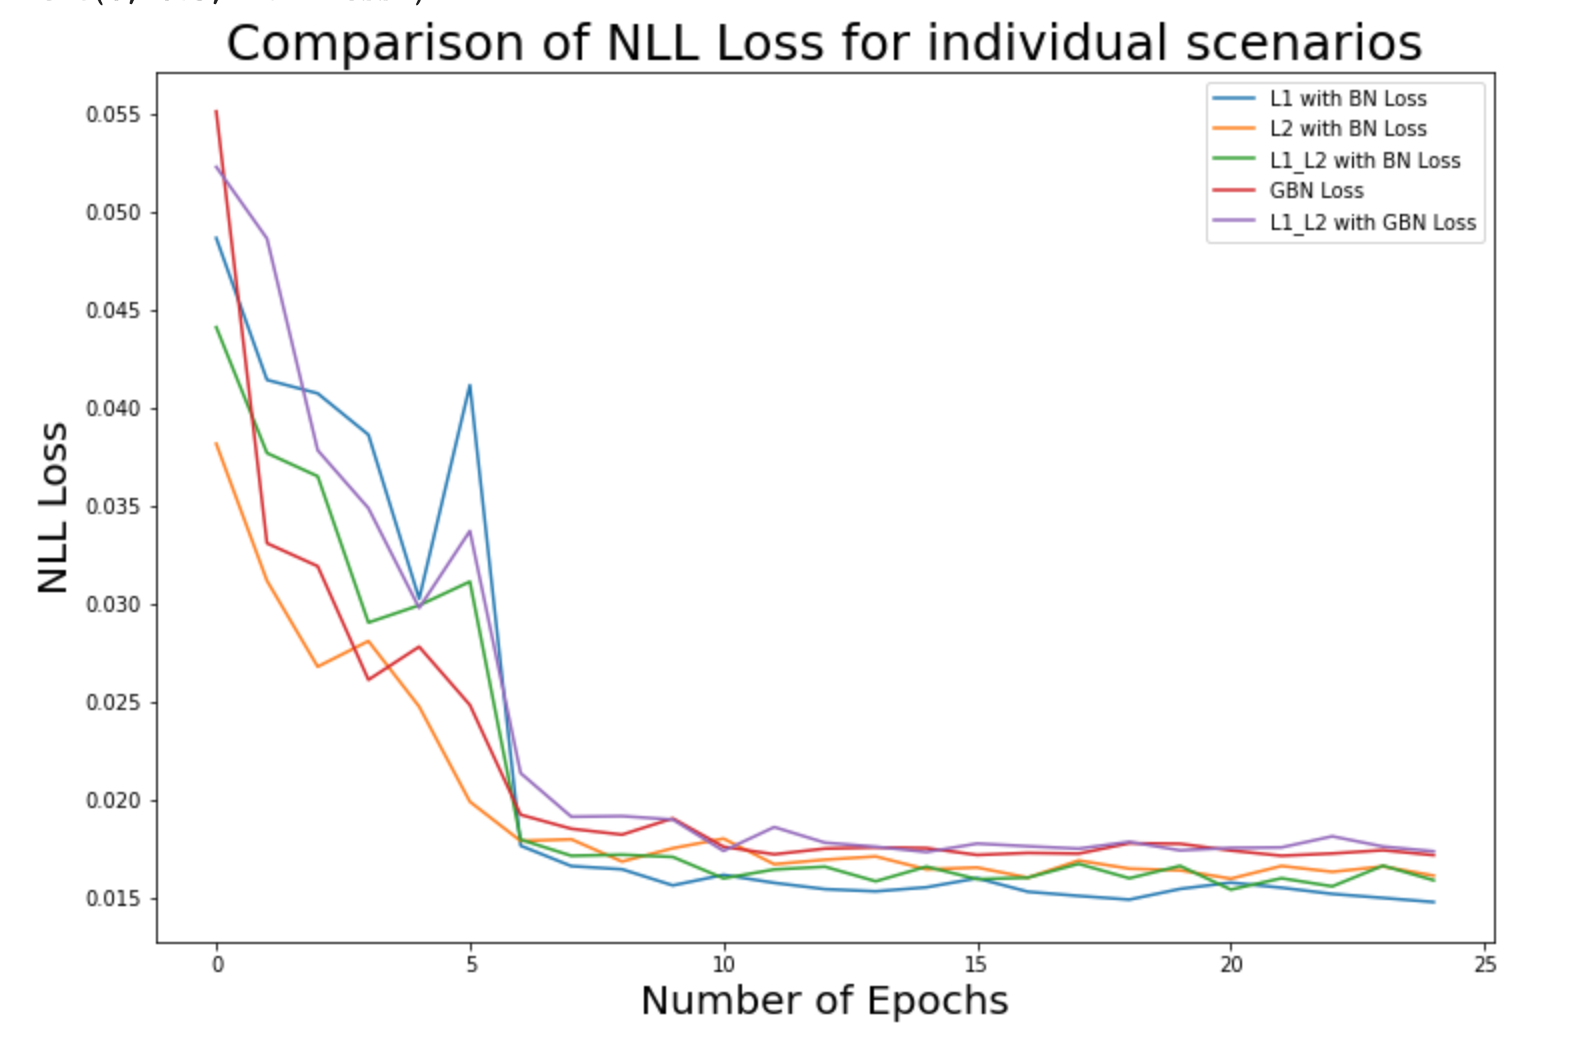 Comparison of NLL Loss for individual scenarios
L1 with BN Loss
L2 with BN Loss
L1_L2 with BN Loss
GBN Loss
L1_L2 with GBN Loss
0.055
0.050
0.045
0.040
0.035
0.030
0.025
0.020
0.015
NLL Loss
0 5 10 15 20 25
Number of Epochs